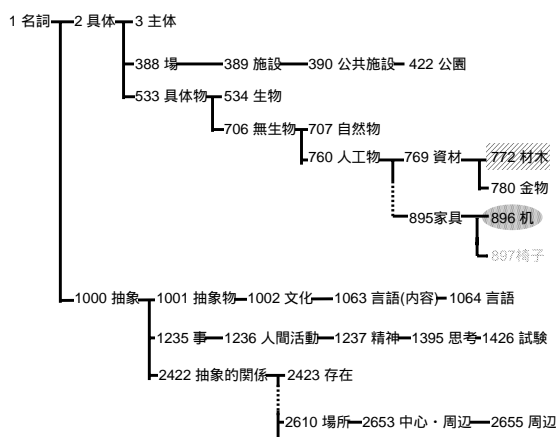 1 名詞 2 具体 3 主体
388 場 389 施設 390 公共施設 422 公園
533 具体物 534 生物
706 無生物 707 自然物
760 人工物 769 資材 772 材木
780 金物
895家具 896 机
897椅子
1000 抽象 1001 抽象物 1002 文化 1063 言語(内容) 1064 言語
1235 事 1236 人間活動 1237 精神 1395 思考 1426 試験
2422 抽象的関係 2423 存在
2610 場所 2653 中心・周辺 2655 周辺